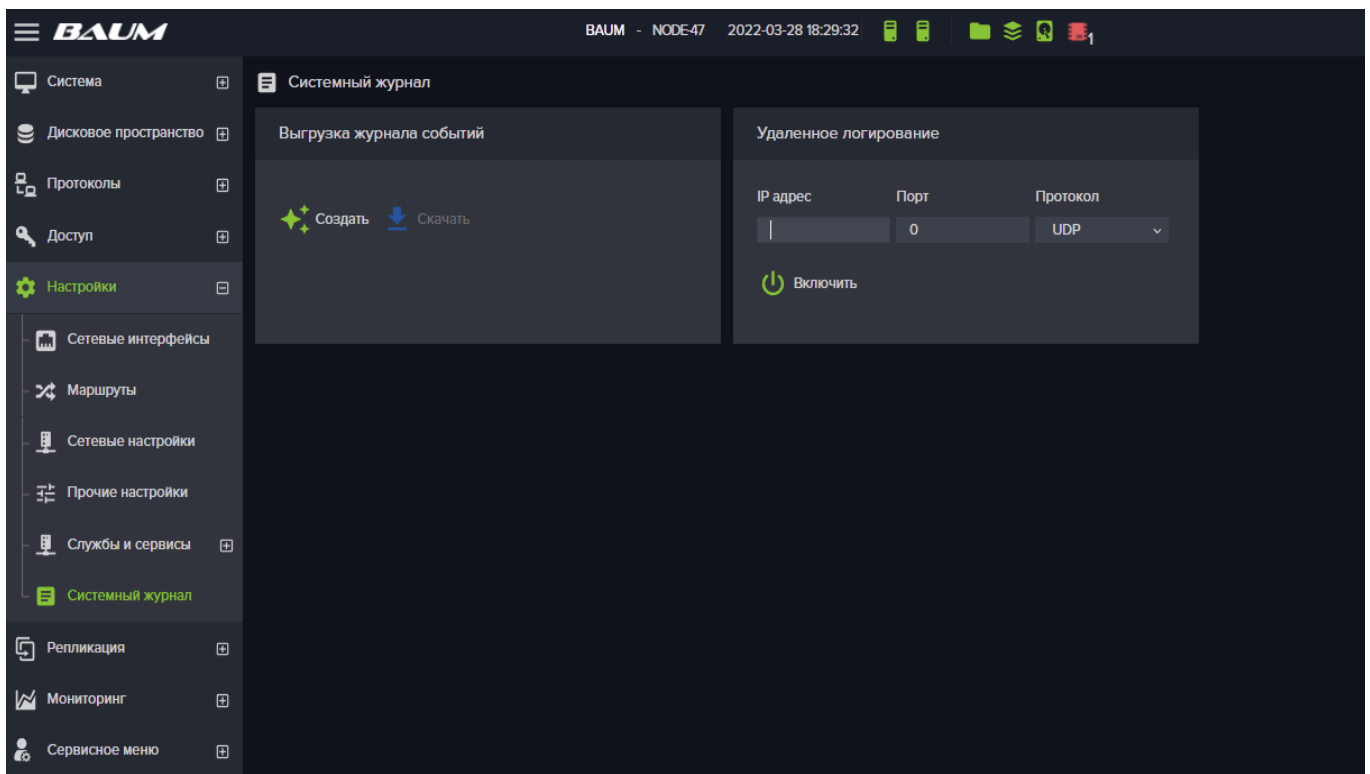 BAUM
BAUM - NODE-47 2022-03-28 18:29:32 1
Система
Дисковое пространство
Протоколы
Доступ
Настройки
Сетевые интерфейсы
Маршруты
Сетевые настройки
Прочие настройки
Службы и сервисы
Системный журнал
Репликация
Мониторинг
Сервисное меню
Системный журнал
Выгрузка журнала событий
Создать Скачать
Удаленное логирование
IP адрес Порт Протокол
0 UDP
Включить